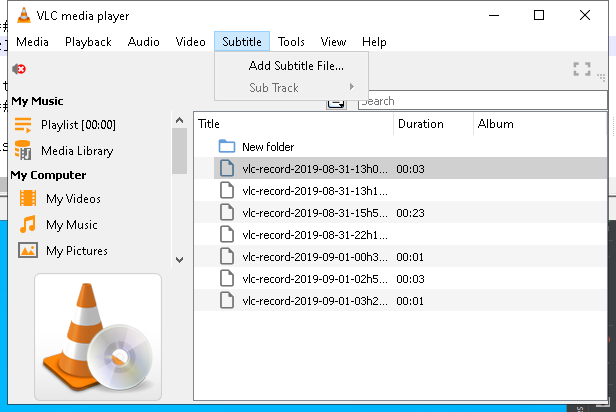 VLC media player
Media Playback Audio Video Subtitle Tools View Help
Add Subtitle File...
Sub Track
Search
My Music
Playlist [00:00]
Media Library
My Computer
My Videos
My Music
My Pictures
Title Duration Album
New folder
vlc-record-2019-08-31-13h0... 00:03
vlc-record-2019-08-31-13h1...
vlc-record-2019-08-31-15h5... 00:23
vlc-record-2019-08-31-22h1...
vlc-record-2019-09-01-00h3... 00:01
vlc-record-2019-09-01-02h5... 00:03
vlc-record-2019-09-01-03h2... 00:01